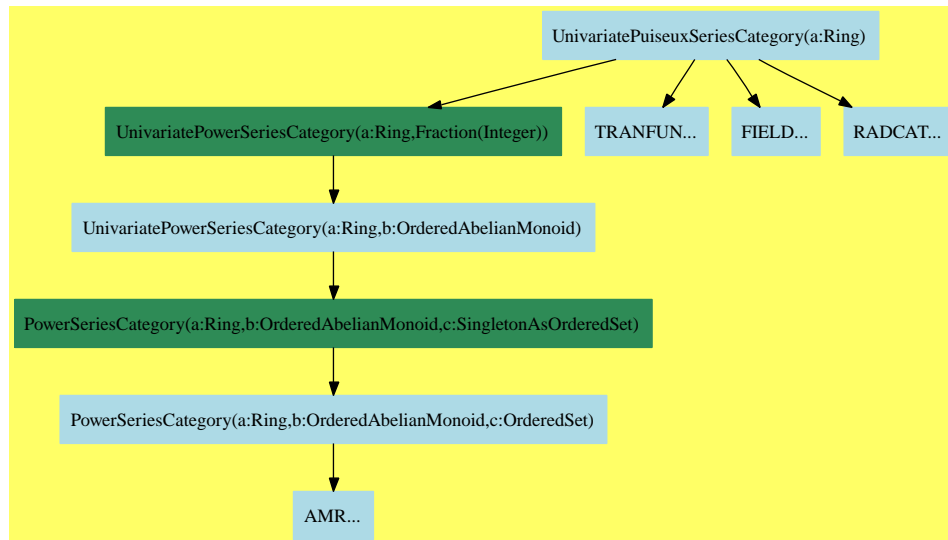 UnivariatePuiseuxSeriesCategory(a:Ring)
UnivariatePowerSeriesCategory(a:Ring,Fraction(Integer))
TRANFUN...
FIELD...
RADCAT...
UnivariatePowerSeriesCategory(a:Ring,b:OrderedAbelianMonoid)
PowerSeriesCategory(a:Ring,b:OrderedAbelianMonoid,c:SingletonAsOrderedSet)
PowerSeriesCategory(a:Ring,b:OrderedAbelianMonoid,c:OrderedSet)
AMR...